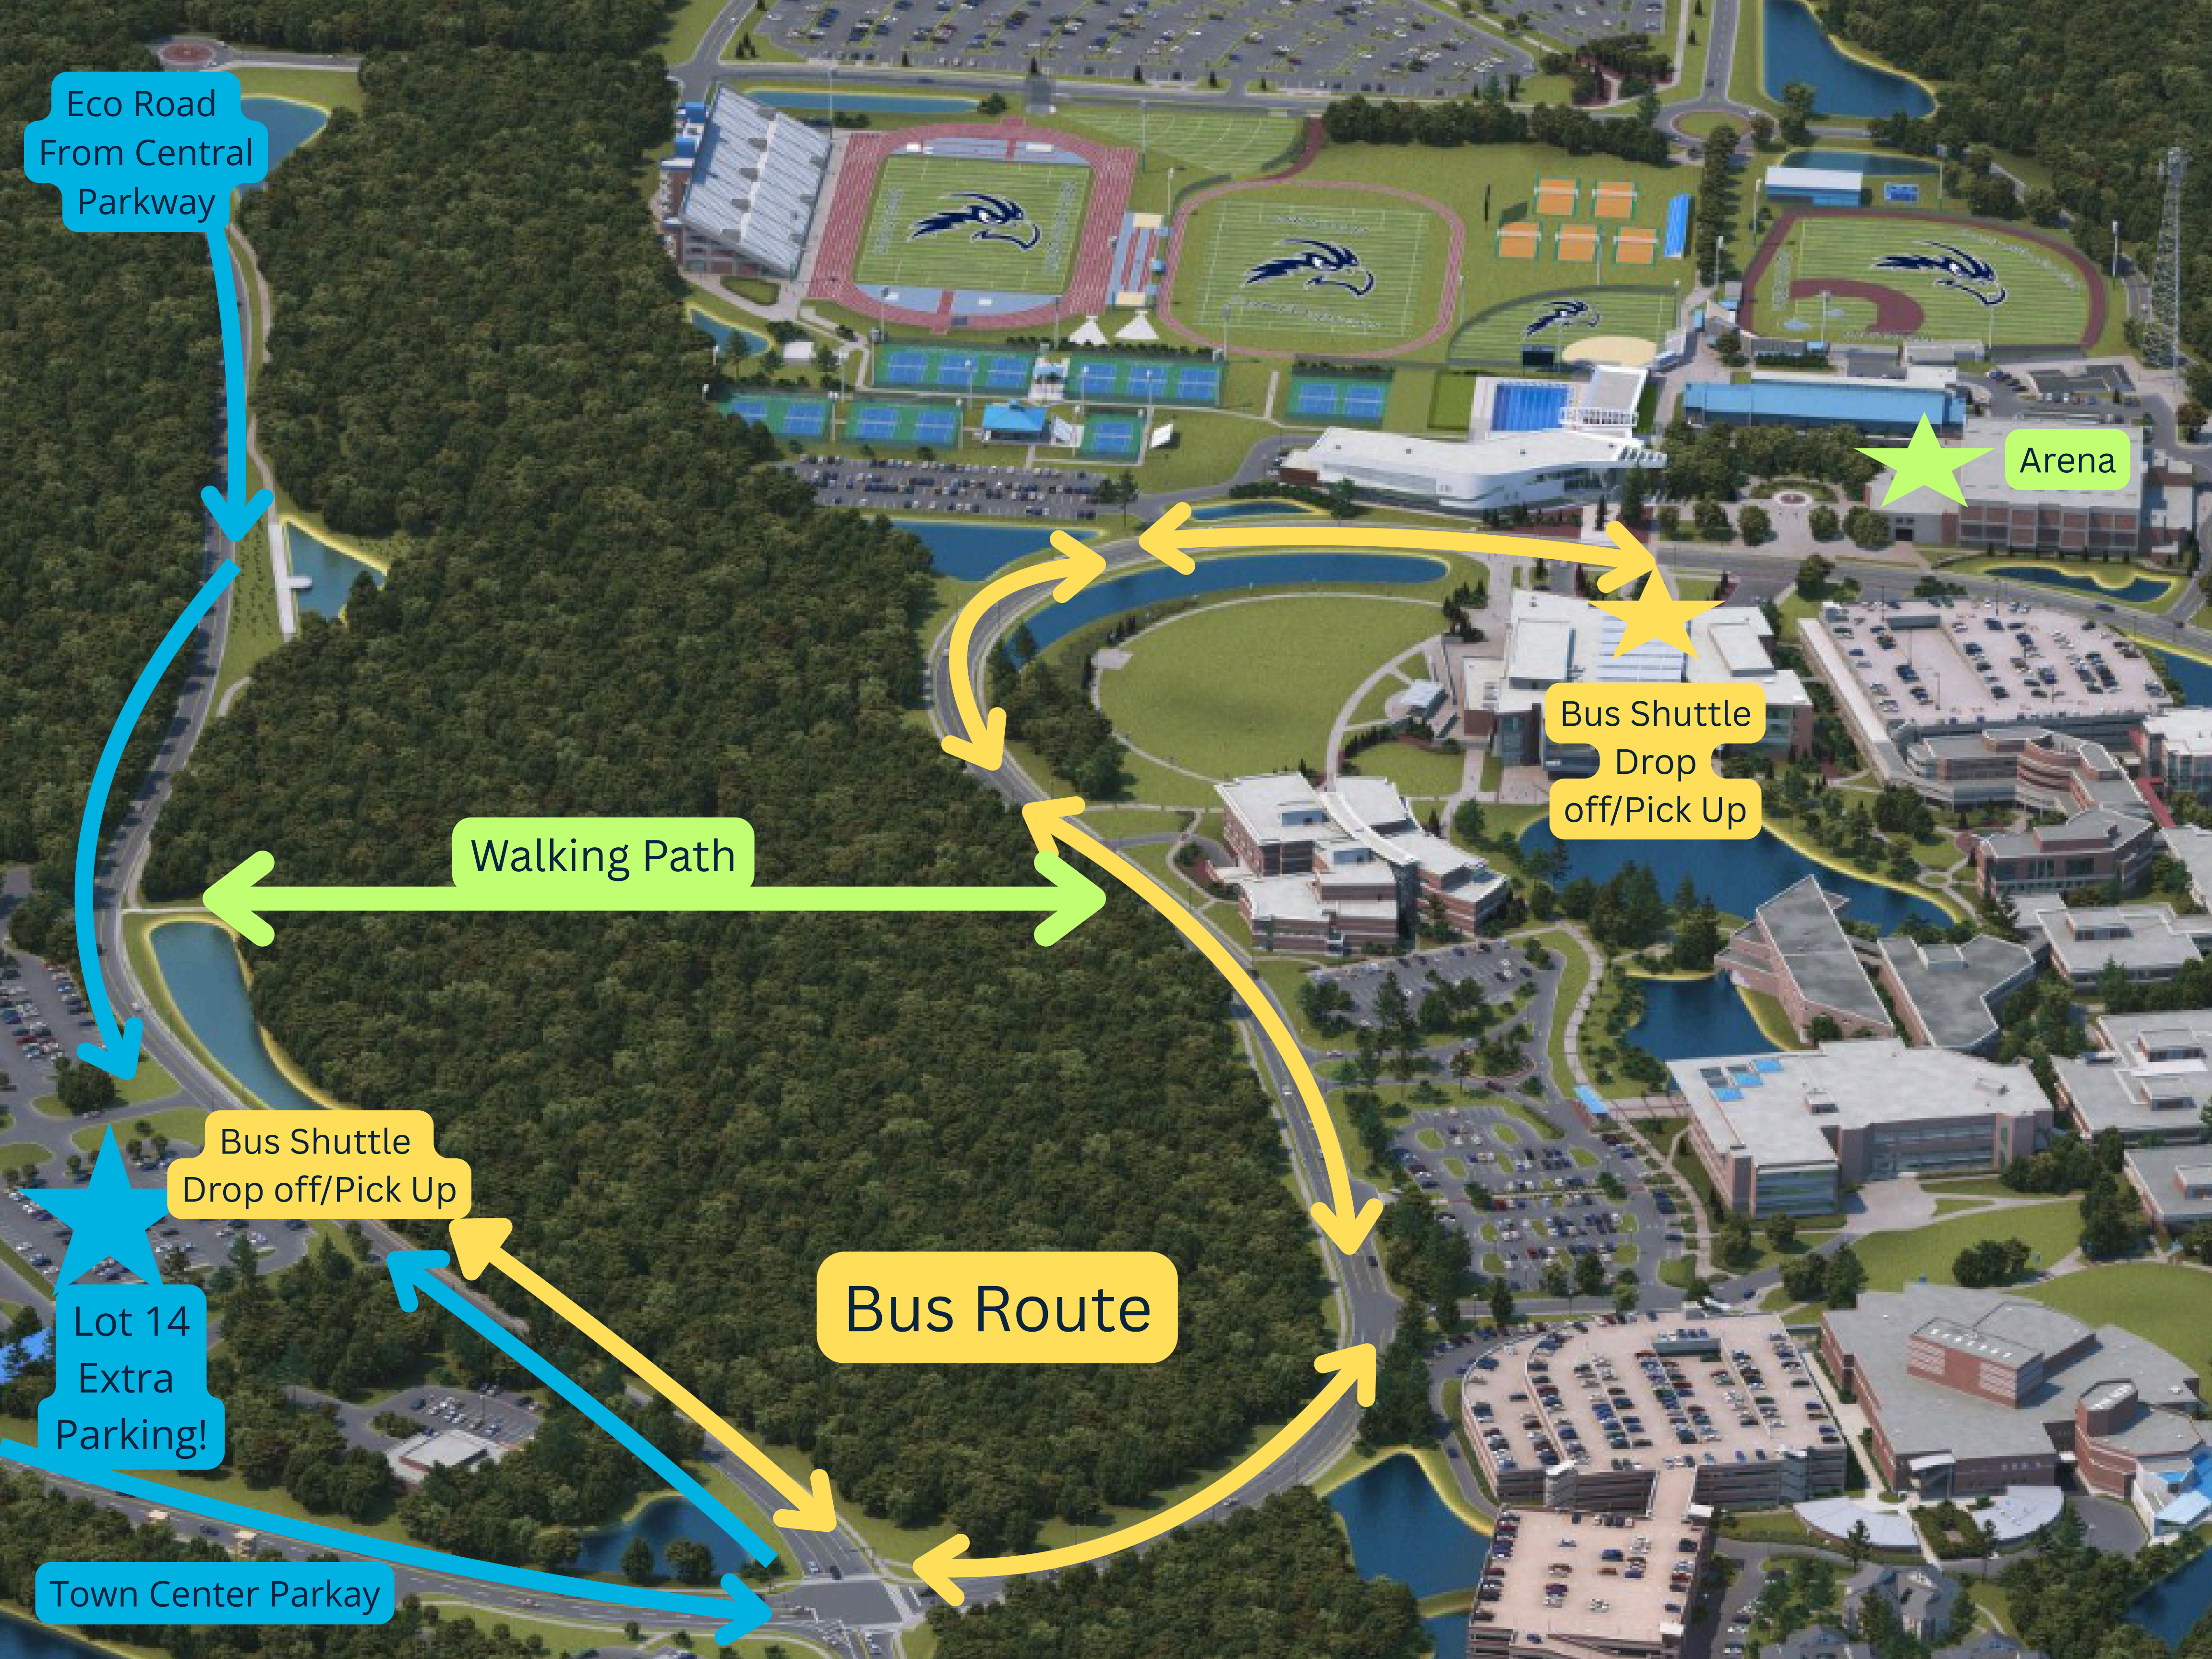 Eco Road
From Central
Parkway
Arena
Bus Shuttle
Drop
off/Pick Up
Walking Path
Bus Shuttle
Drop off/Pick Up
Bus Route
Lot 14
Extra
Parking!
Town Center Parkay